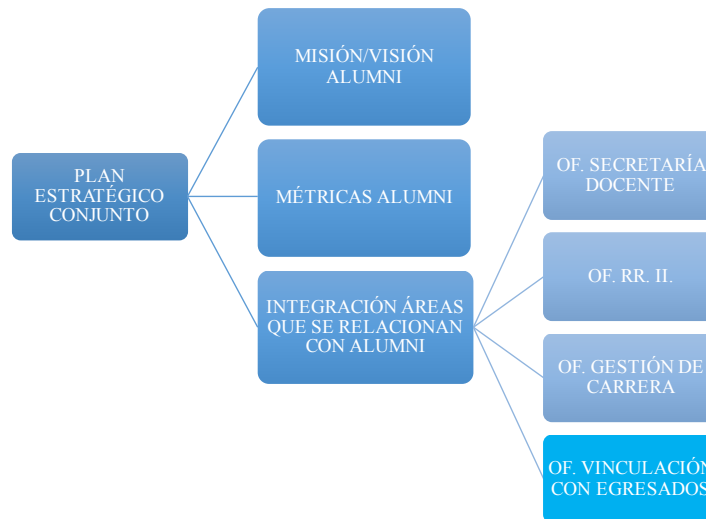 MISIÓN/VISIÓN
ALUMNI
PLAN
ESTRATÉGICO
CONJUNTO
MÉTRICAS ALUMNI
INTEGRACIÓN ÁREAS
QUE SE RELACIONAN
CON ALUMNI
OF. SECRETARÍA
DOCENTE
OF. RR. II.
OF. GESTIÓN DE
CARRERA
OF. VINCULACIÓN
CON EGRESADOS